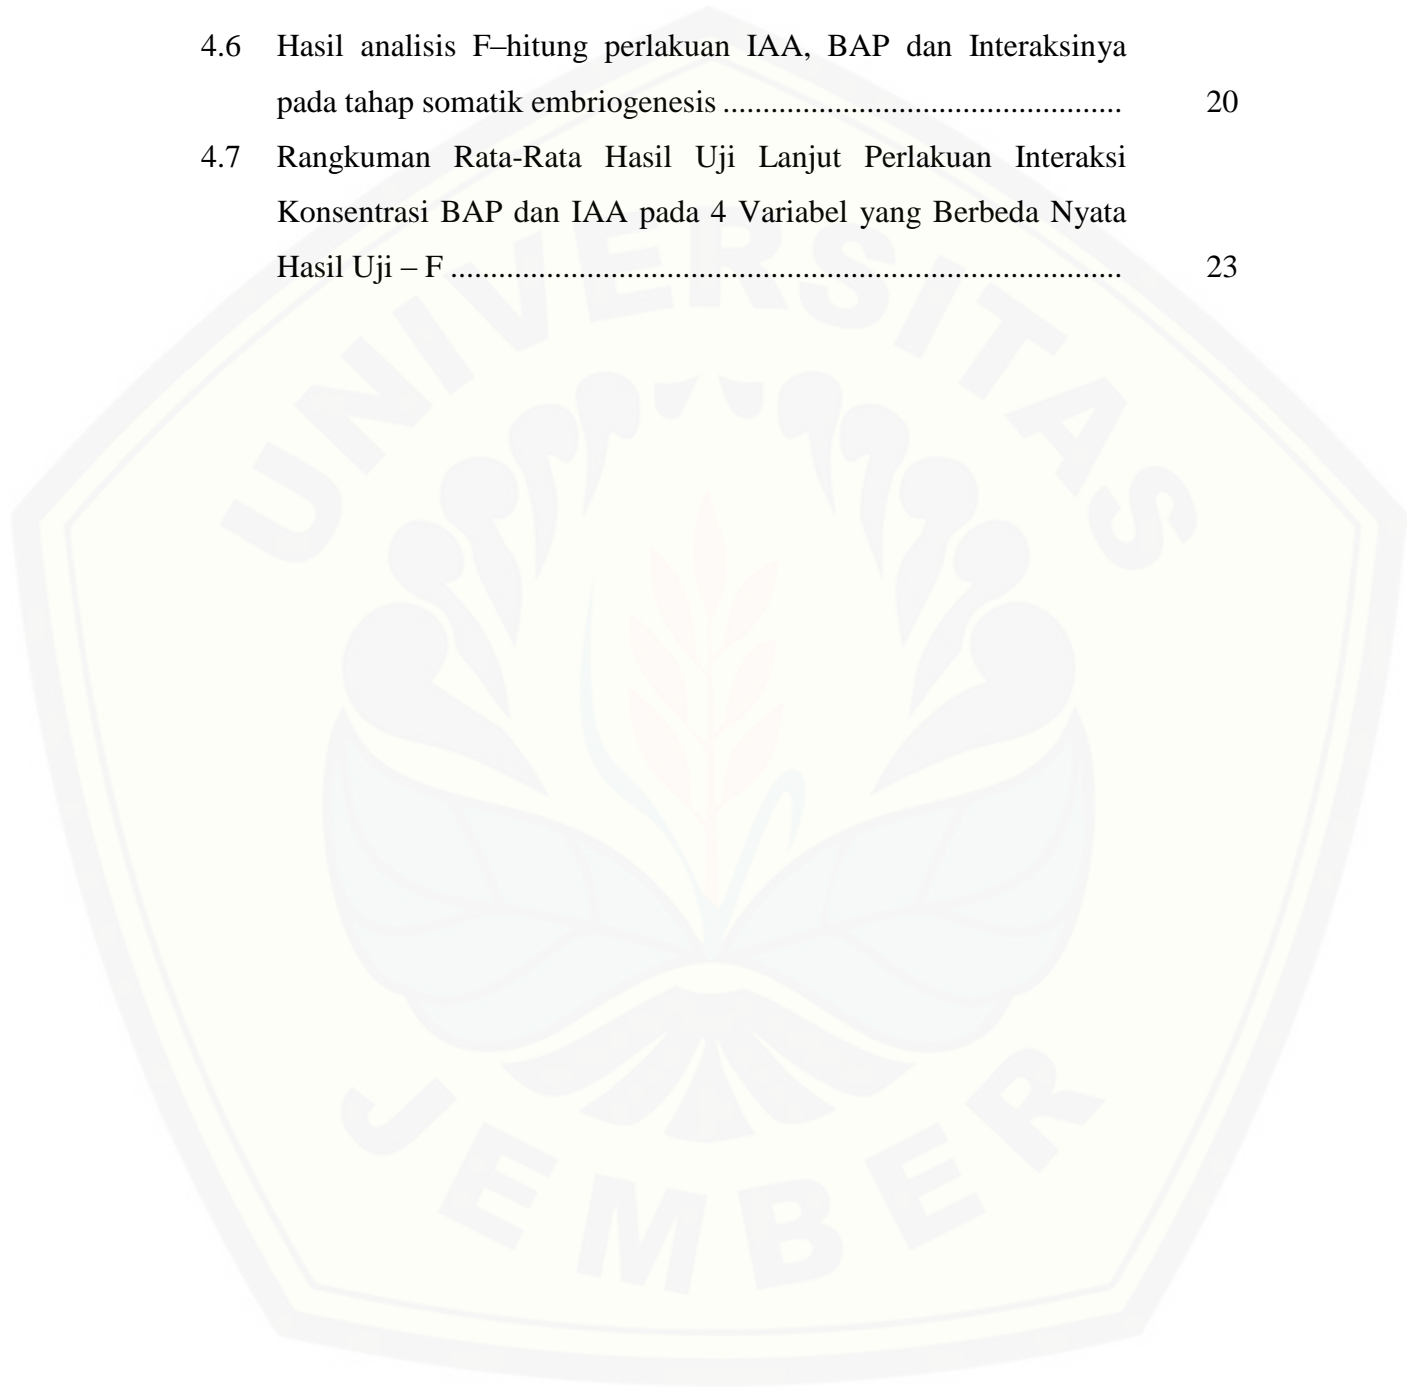 4.6 Hasil analisis F–hitung perlakuan IAA, BAP dan Interaksinya
pada tahap somatik embriogenesis .................................................. 20
4.7 Rangkuman Rata-Rata Hasil Uji Lanjut Perlakuan Interaksi
Konsentrasi BAP dan IAA pada 4 Variabel yang Berbeda Nyata
Hasil Uji – F .................................................................................... 23
UNIVERSITAS
JEMBER